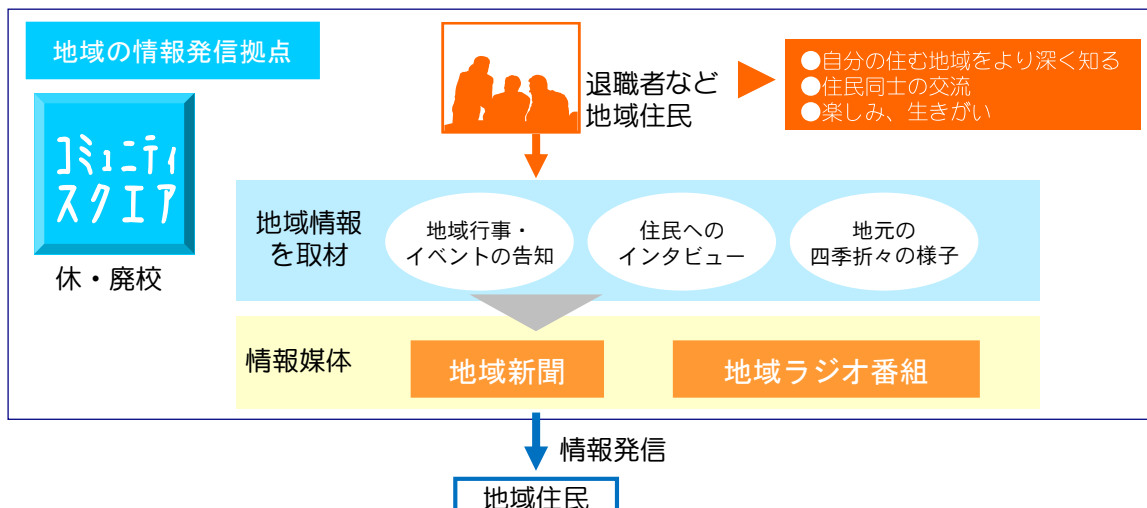 地域の情報発信拠点
コミュニティ
スクエア
休・廃校
退職者など
地域住民
●自分の住む地域をより深く知る
●住民同士の交流
●楽しみ、生きがい
地域情報
を取材
地域行事・
イベントの告知
住民への
インタビュー
地元の
四季折々の様子
情報媒体
地域新聞
地域ラジオ番組
情報発信
地域住民